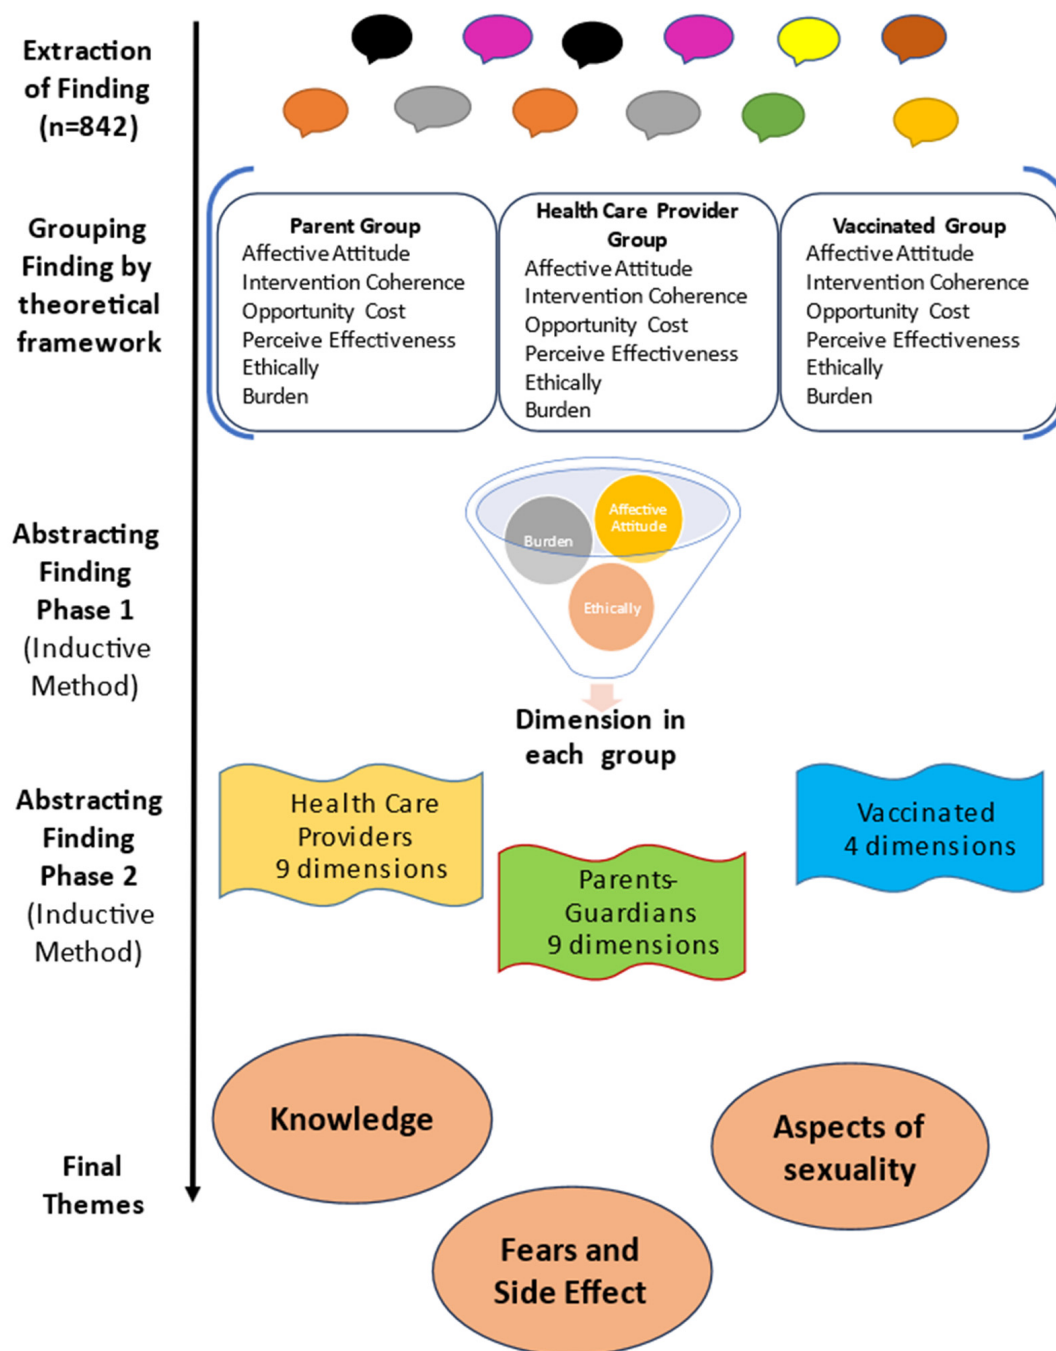 Extraction
of Finding
(n=842)
Grouping
Finding by
theoretical
framework
Parent Group
Affective Attitude
Intervention Coherence
Opportunity Cost
Perceive Effectiveness
Ethically
Burden
Health Care Provider
Group
Affective Attitude
Intervention Coherence
Opportunity Cost
Perceive Effectiveness
Ethically
Burden
Vaccinated Group
Affective Attitude
Intervention Coherence
Opportunity Cost
Perceive Effectiveness
Ethically
Burden
Abstracting
Finding
Phase 1
(Inductive
Method)
Affective
Attitude
Burden
Ethically
Dimension in
each group
Abstracting
Finding
Phase 2
(Inductive
Method)
Health Care
Providers
9 dimensions
Parents-
Guardians
9 dimensions
Vaccinated
4 dimensions
Final
Themes
Knowledge
Fears and
Side Effect
Aspects of
sexuality